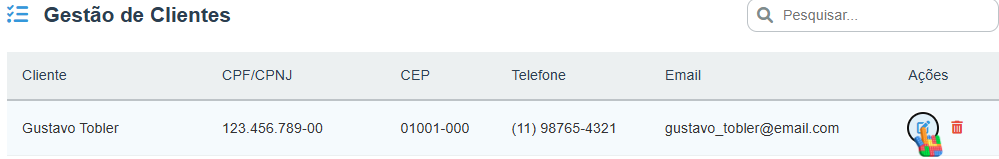 Gestão de Clientes
Pesquisar...
Cliente CPF/CPNJ CEP Telefone Email Ações
Gustavo Tobler 123.456.789-00 01001-000 (11) 98765-4321 gustavo_tobler@email.com